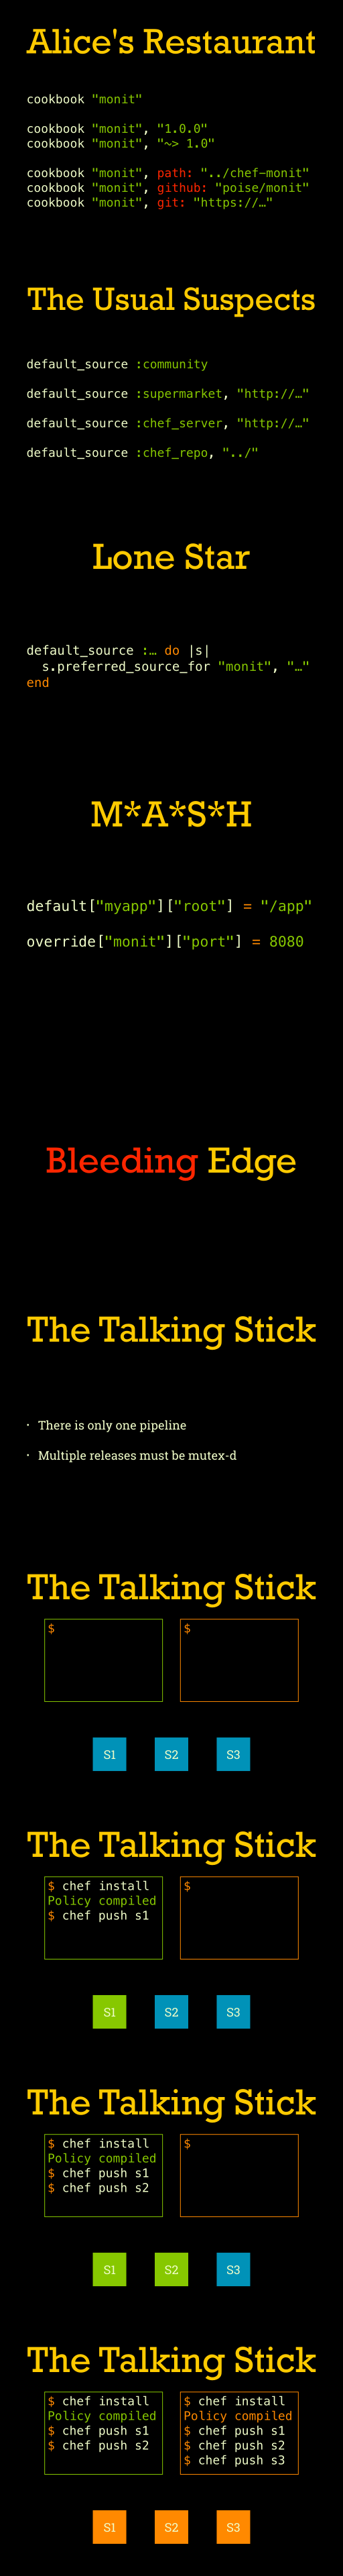 Alice's Restaurant
cookbook "monit"
cookbook "monit", "1.0.0"
cookbook "monit", "~> 1.0"
cookbook "monit", path: "../chef-monit"
cookbook "monit", github: "poise/monit"
cookbook "monit", git: "https://…"
The Usual Suspects
default_source :community
default_source :supermarket, "http://…"
default_source :chef_server, "http://…"
default_source :chef_repo, "../"
Lone Star
default_source :… do |s|
  s.preferred_source_for "monit", "…"
end
M*A*S*H
default["myapp"]["root"] = "/app"
override["monit"]["port"] = 8080
Bleeding Edge
The Talking Stick
· There is only one pipeline
· Multiple releases must be mutex-d
The Talking Stick
$
$
S1 S2 S3
The Talking Stick
$ chef install
Policy compiled
$ chef push s1
$
S1 S2 S3
The Talking Stick
$ chef install
Policy compiled
$ chef push s1
$ chef push s2
$
S1 S2 S3
The Talking Stick
$ chef install
Policy compiled
$ chef push s1
$ chef push s2
$ chef install
Policy compiled
$ chef push s1
$ chef push s2
$ chef push s3
S1 S2 S3